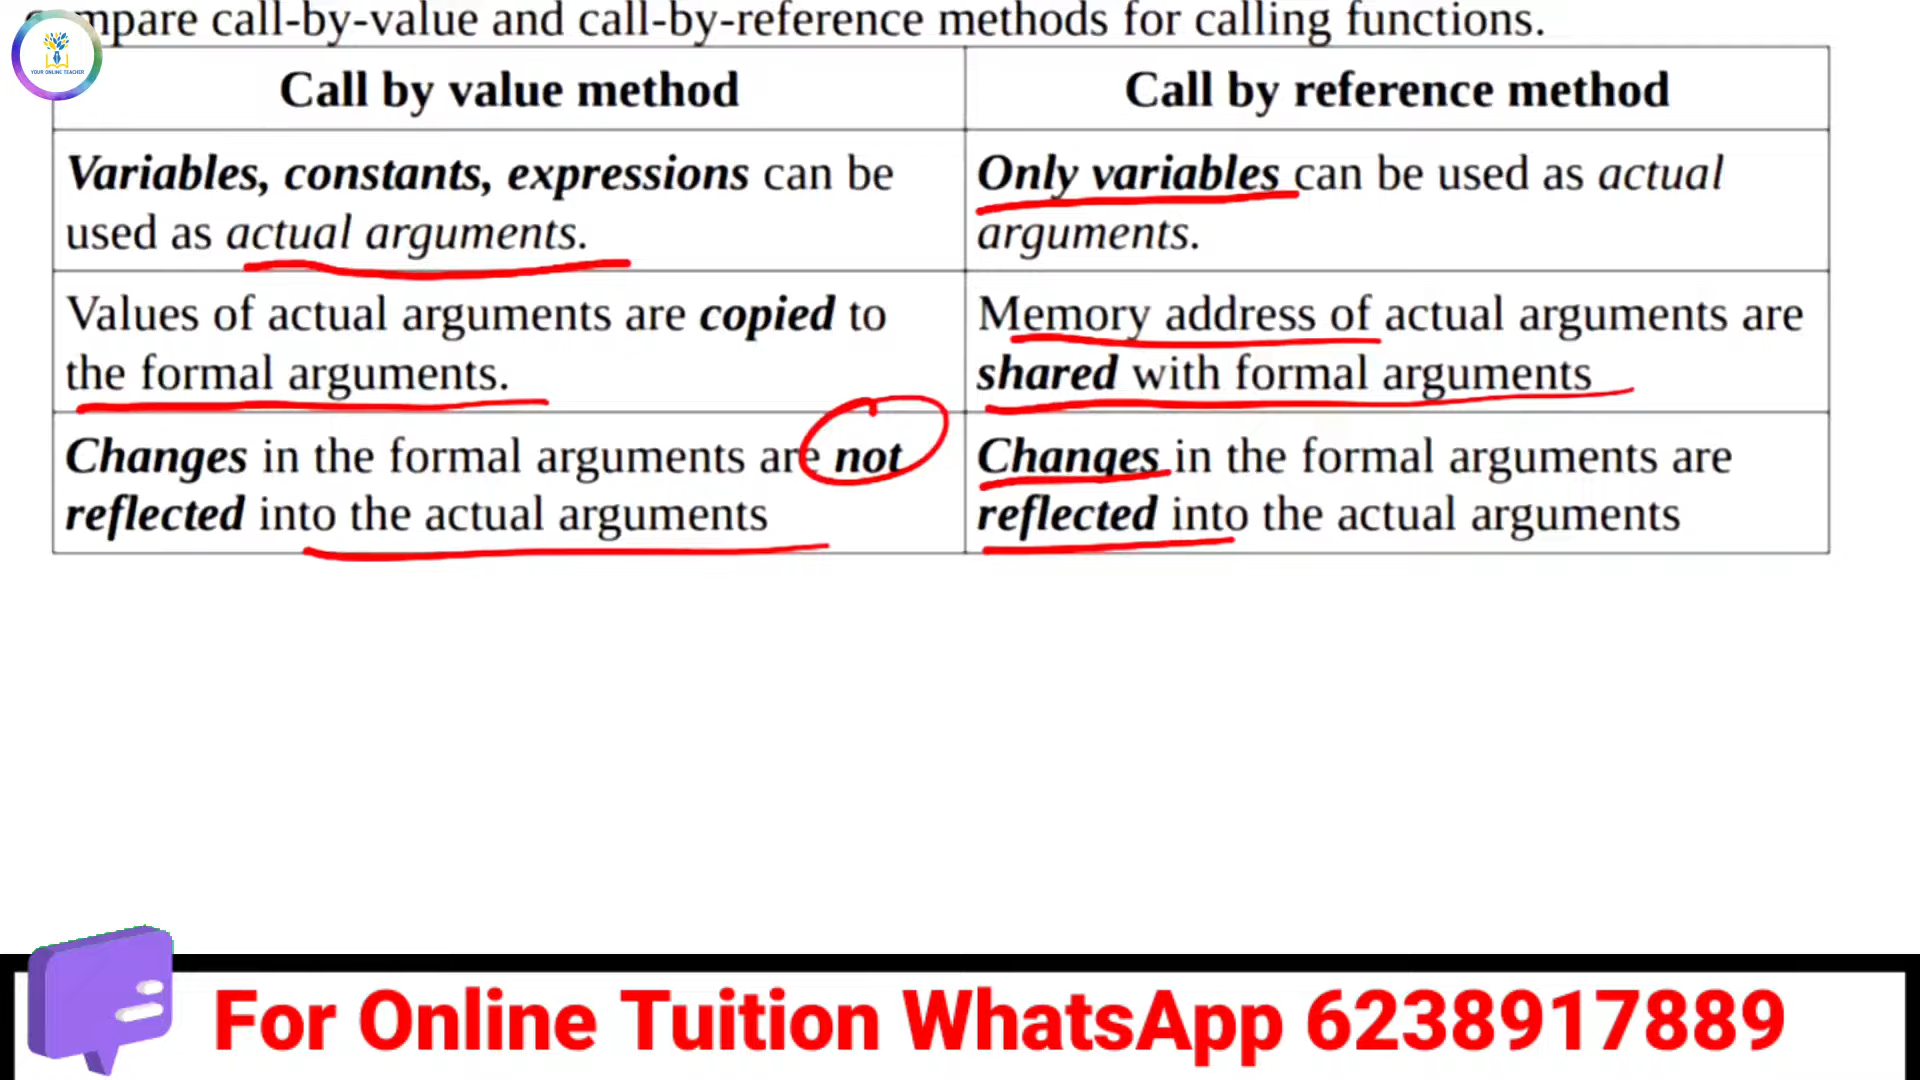 mpare call-by-value and call-by-reference methods for calling functions.
YOUR ONLINE TEACHER
Call by value method
Call by reference method
Variables, constants, expressions can be
used as actual arguments.
Only variables can be used as actual
arguments.
Values of actual arguments are copied to
the formal arguments.
Memory address of actual arguments are
shared with formal arguments
Changes in the formal arguments are not
reflected into the actual arguments
Changes in the formal arguments are
reflected into the actual arguments
For Online Tuition WhatsApp 6238917889